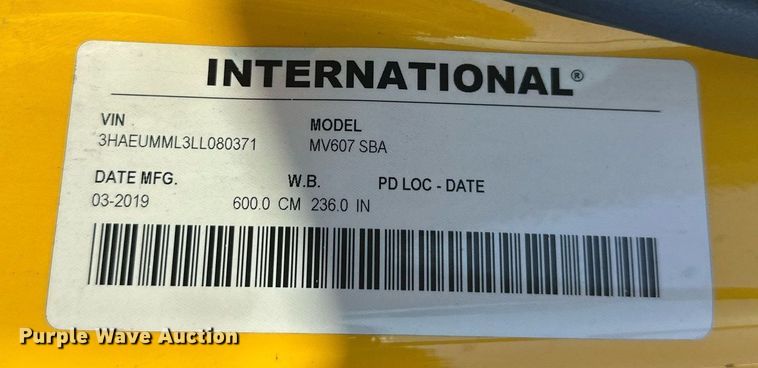 INTERNATIONAL®
VIN MODEL
3HAEUMML3LL080371 MV607 SBA
DATE MFG. W.B. PD LOC - DATE
03-2019 600.0 CM 236.0 IN
Purple Wave Auction